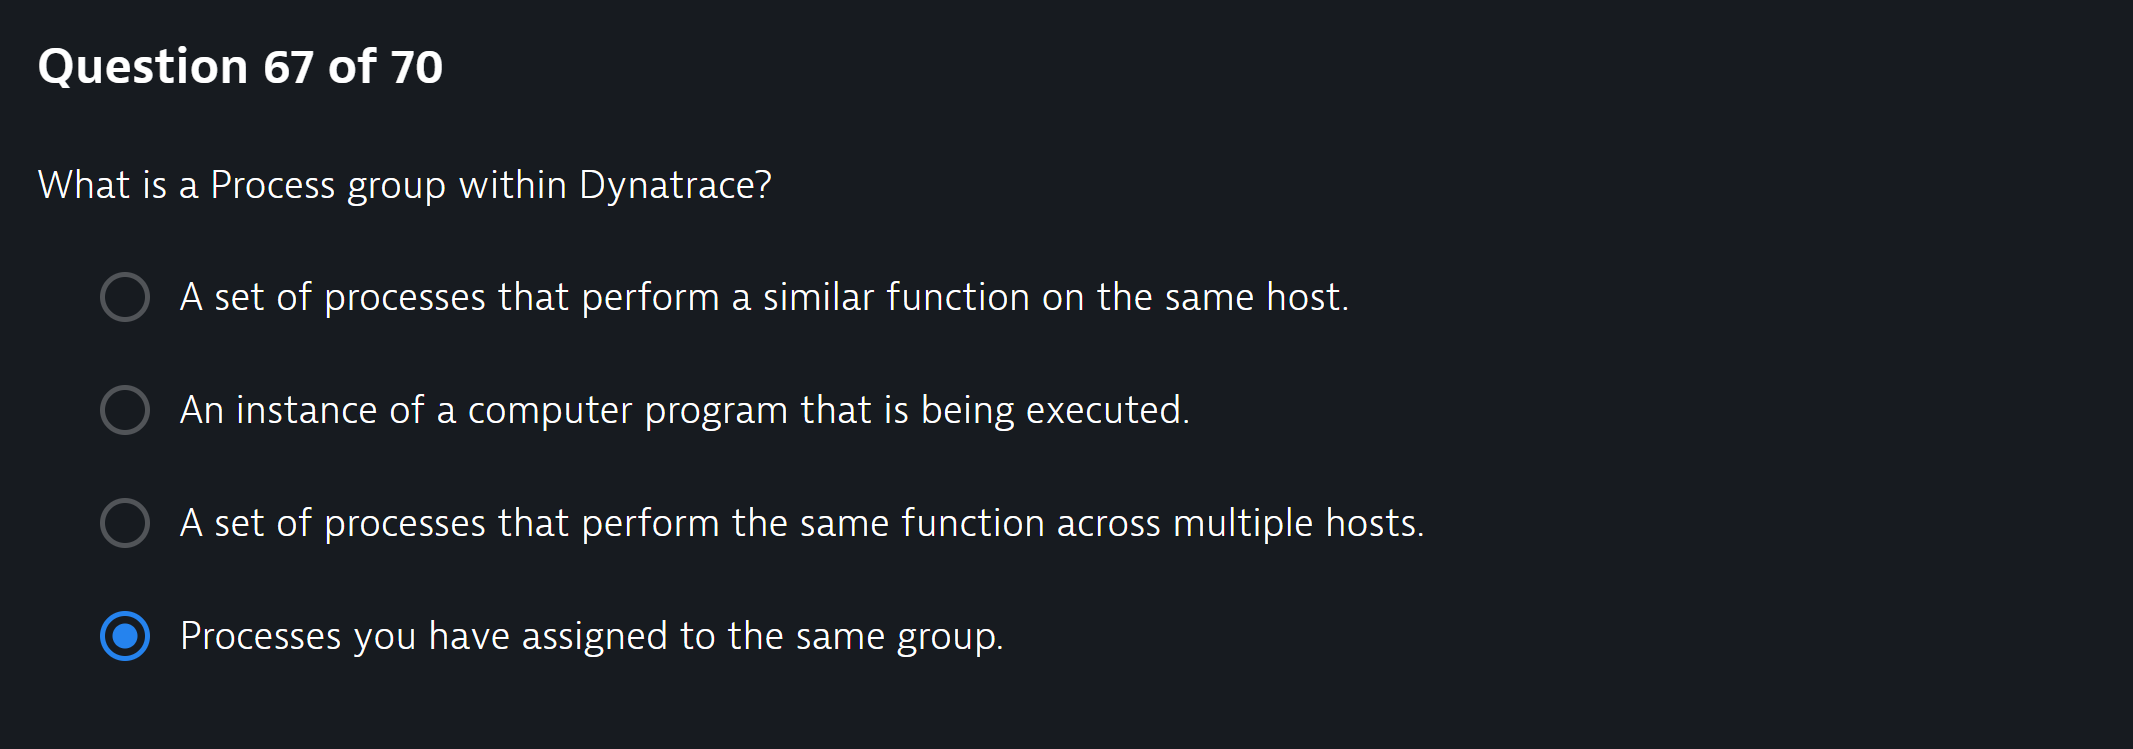 Question 67 of 70
What is a Process group within Dynatrace?
A set of processes that perform a similar function on the same host.
An instance of a computer program that is being executed.
A set of processes that perform the same function across multiple hosts.
Processes you have assigned to the same group.